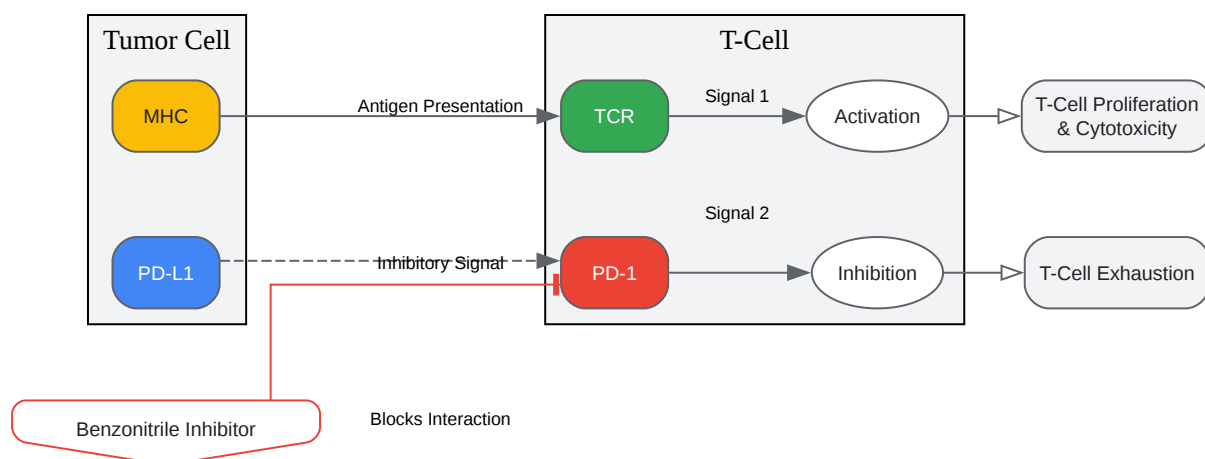 Tumor Cell
T-Cell
MHC
Antigen Presentation
TCR
Signal 1
Activation
T-Cell Proliferation
& Cytotoxicity
PD-L1
Inhibitory Signal
PD-1
Signal 2
Inhibition
T-Cell Exhaustion
Benzonitrile Inhibitor
Blocks Interaction